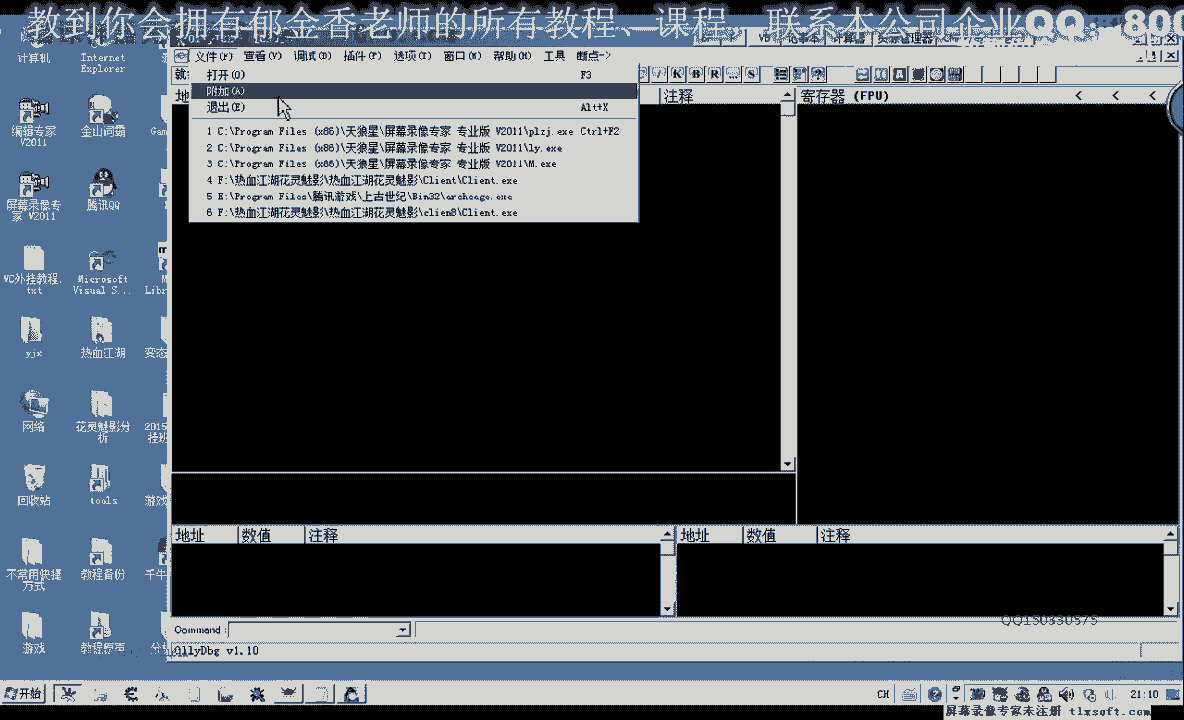 教到你会拥有郁金香老师的所有教程、课程, 联系本公司企业QQ: 800
计算机
Internet Explorer
编辑专家 V2011
金山词霸
屏幕录像专家 V2011
腾讯QQ
VC外挂教程.txt
Microsoft Visual S...
yjx
热血江湖
网络
花灵魅影分析
回收站
tools
不常用快捷方式
教程备份
游戏
文件(F) 查看(V) 调试(D) 插件(P) 选项(T) 窗口(W) 帮助(H) 工具 断点->
打开(O) F3
附加(A)
退出(E) Alt+X
1 C:\Program Files (x86)\天狼星\屏幕录像专家 专业版 V2011\plzj.exe Ctrl+F2
2 C:\Program Files (x86)\天狼星\屏幕录像专家 专业版 V2011\ly.exe
3 C:\Program Files (x86)\天狼星\屏幕录像专家 专业版 V2011\M.exe
4 F:\热血江湖花灵魅影\热血江湖花灵魅影\Client\Client.exe
5 E:\Program Files\腾讯游戏\上古世纪\Bin32\archeage.exe
6 F:\热血江湖花灵魅影\热血江湖花灵魅影\clien8\Client.exe
注释
寄存器 (FPU) < < <
地址 数值 注释
地址 数值 注释
QQ150330575
Command:
OllyDbg v1.10
开始
CH
21:10
屏幕录像专家未注册 tlxsoft.com